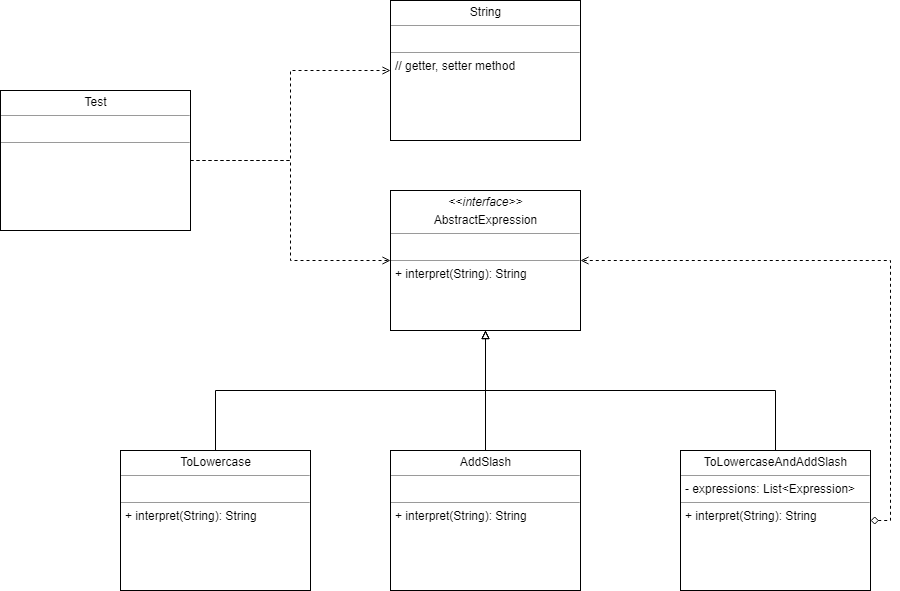 String
// getter, setter method
Test
<<interface>>
AbstractExpression
+ interpret(String): String
ToLowercase
+ interpret(String): String
AddSlash
+ interpret(String): String
ToLowercaseAndAddSlash
- expressions: List<Expression>
+ interpret(String): String